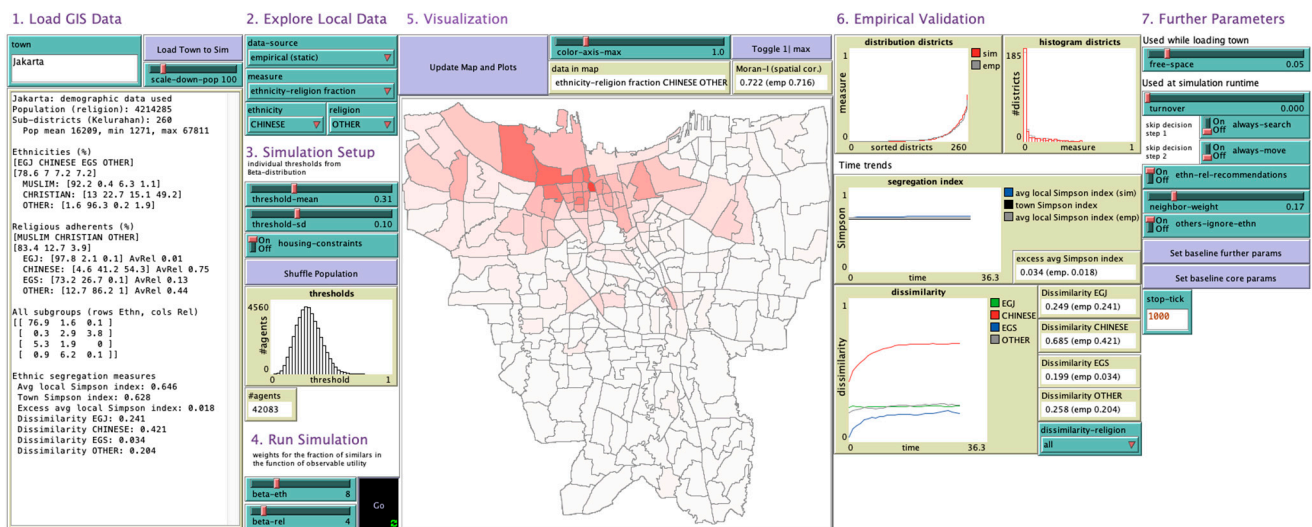 1. Load GIS Data
town
Jakarta
Load Town to Sim
scale-down-pop 100
Jakarta: demographic data used
Population (religion): 4214285
Sub-districts (Kelurahan): 260
Pop mean 16209, min 1271, max 67811
Ethnicities (%)
[EGJ CHINESE EGS OTHER]
[78.6 7 7.2 7.2]
MUSLIM: [92.2 0.4 6.3 1.1]
CHRISTIAN: [13 22.7 15.1 49.2]
OTHER: [1.6 96.3 0.2 1.9]
Religious adherents (%)
[MUSLIM CHRISTIAN OTHER]
[83.4 12.7 3.9]
EGJ: [97.8 2.1 0.1] AvRel 0.01
CHINESE: [4.6 41.2 54.3] AvRel 0.75
EGS: [73.2 26.7 0.1] AvRel 0.13
OTHER: [12.7 86.2 1] AvRel 0.44
All subgroups (rows Ethn, cols Rel)
[[ 76.9 1.6 0.1 ]
[ 0.3 2.9 3.8 ]
[ 5.3 1.9 0 ]
[ 0.9 6.2 0.1 ]]
Ethnic segregation measures
Avg local Simpson index: 0.646
Town Simpson index: 0.628
Excess avg local Simpson index: 0.018
Dissimilarity EGJ: 0.241
Dissimilarity CHINESE: 0.421
Dissimilarity EGS: 0.034
Dissimilarity OTHER: 0.204
2. Explore Local Data
data-source
empirical (static)
measure
ethnicity-religion fraction
ethnicity
CHINESE
religion
OTHER
3. Simulation Setup
individual thresholds from
Beta-distribution
threshold-mean 0.31
threshold-sd 0.10
On
Off
housing-constraints
Shuffle Population
thresholds
4560
#agents
0
0
threshold
1
#agents
42083
4. Run Simulation
weights for the fraction of similars in
the function of observable utility
beta-eth 8
beta-rel 4
Go
5. Visualization
Update Map and Plots
color-axis-max 1.0
Toggle 1| max
data in map
ethnicity-religion fraction CHINESE OTHER
Moran-I (spatial cor.)
0.722 (emp 0.716)
6. Empirical Validation
distribution districts
1
measure
0
0
sorted districts
260
sim
emp
histogram districts
185
#districts
0
0
measure
1
Time trends
segregation index
1
Simpson
0
0
time
36.3
avg local Simpson index (sim)
town Simpson index
avg local Simpson index (emp)
excess avg Simpson index
0.034 (emp. 0.018)
dissimilarity
1
dissimilarity
0
0
time
36.3
EGJ
CHINESE
EGS
OTHER
Dissimilarity EGJ
0.249 (emp 0.241)
Dissimilarity CHINESE
0.685 (emp 0.421)
Dissimilarity EGS
0.199 (emp 0.034)
Dissimilarity OTHER
0.258 (emp 0.204)
dissimilarity-religion
all
7. Further Parameters
Used while loading town
free-space 0.05
Used at simulation runtime
turnover 0.000
skip decision
step 1
On
Off
always-search
skip decision
step 2
On
Off
always-move
On
Off
ethn-rel-recommendations
neighbor-weight 0.17
On
Off
others-ignore-ethn
Set baseline further params
Set baseline core params
stop-tick
1000